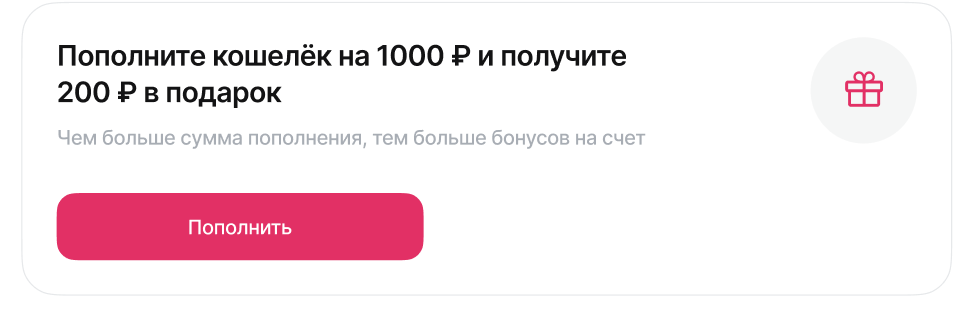 Пополните кошелёк на 1000 ₽ и получите
200 ₽ в подарок
Чем больше сумма пополнения, тем больше бонусов на счет
Пополнить